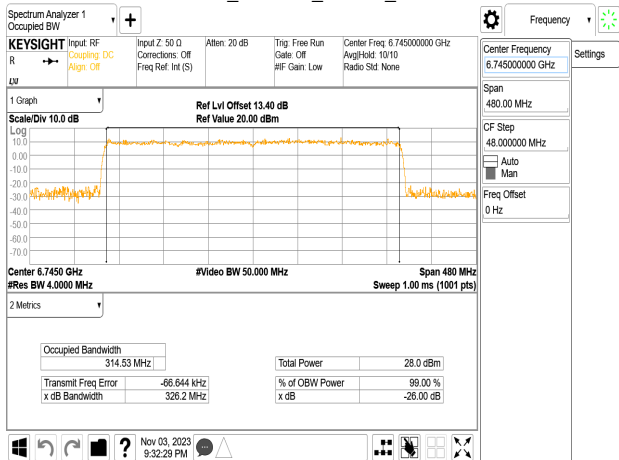 Spectrum Analyzer 1
Occupied BW
Frequency
KEYSIGHT
R
LXI
Input: RF
Coupling: DC
Align: Off
Input Z: 50 Ω
Corrections: Off
Freq Ref: Int (S)
Atten: 20 dB
Trig: Free Run
Gate: Off
#IF Gain: Low
Center Freq: 6.745000000 GHz
Avg|Hold: 10/10
Radio Std: None
Center Frequency
6.745000000 GHz
Settings
Span
480.00 MHz
CF Step
48.000000 MHz
Auto
Man
Freq Offset
0 Hz
1 Graph
Scale/Div 10.0 dB
Ref Lvl Offset 13.40 dB
Ref Value 20.00 dBm
Log
10.0
0.00
-10.0
-20.0
-30.0
-40.0
-50.0
-60.0
-70.0
Center 6.7450 GHz
#Video BW 50.000 MHz
Span 480 MHz
#Res BW 4.0000 MHz
Sweep 1.00 ms (1001 pts)
2 Metrics
Occupied Bandwidth
314.53 MHz
Total Power 28.0 dBm
Transmit Freq Error -66.644 kHz
% of OBW Power 99.00 %
x dB Bandwidth 326.2 MHz
x dB -26.00 dB
?
Nov 03, 2023
9:32:29 PM